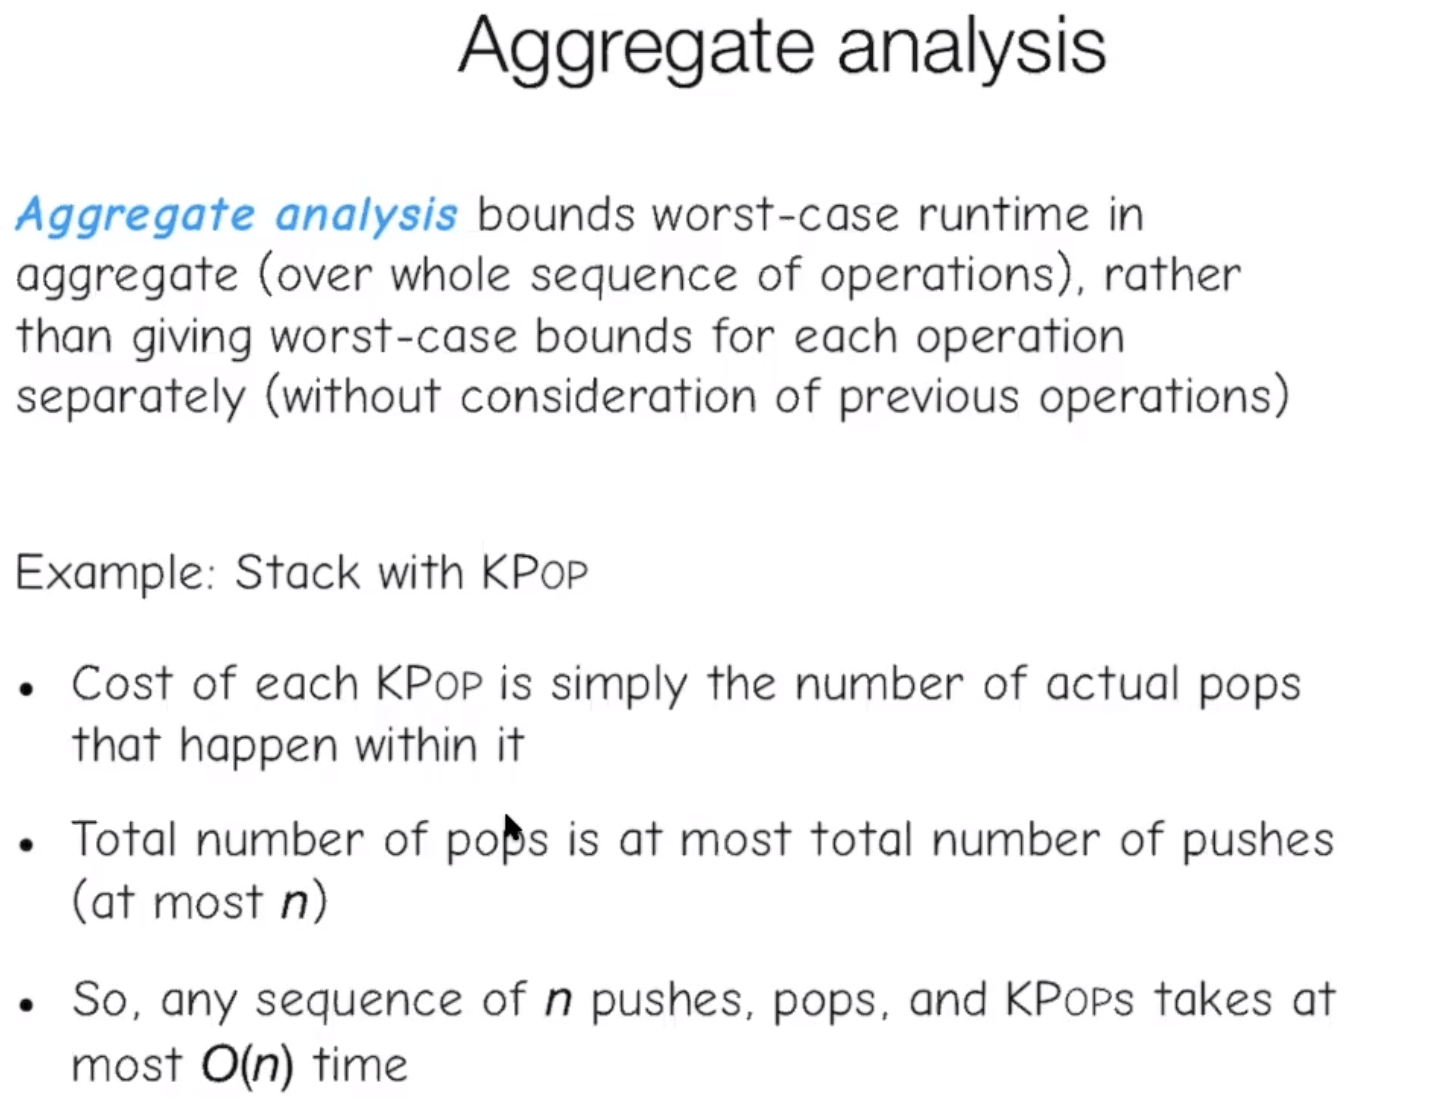 Aggregate analysis
Aggregate analysis bounds worst-case runtime in
aggregate (over whole sequence of operations), rather
than giving worst-case bounds for each operation
separately (without consideration of previous operations)
Example: Stack with KPOP
• Cost of each KPOP is simply the number of actual pops
that happen within it
• Total number of pops is at most total number of pushes
(at most n)
• So, any sequence of n pushes, pops, and KPOPs takes at
most O(n) time